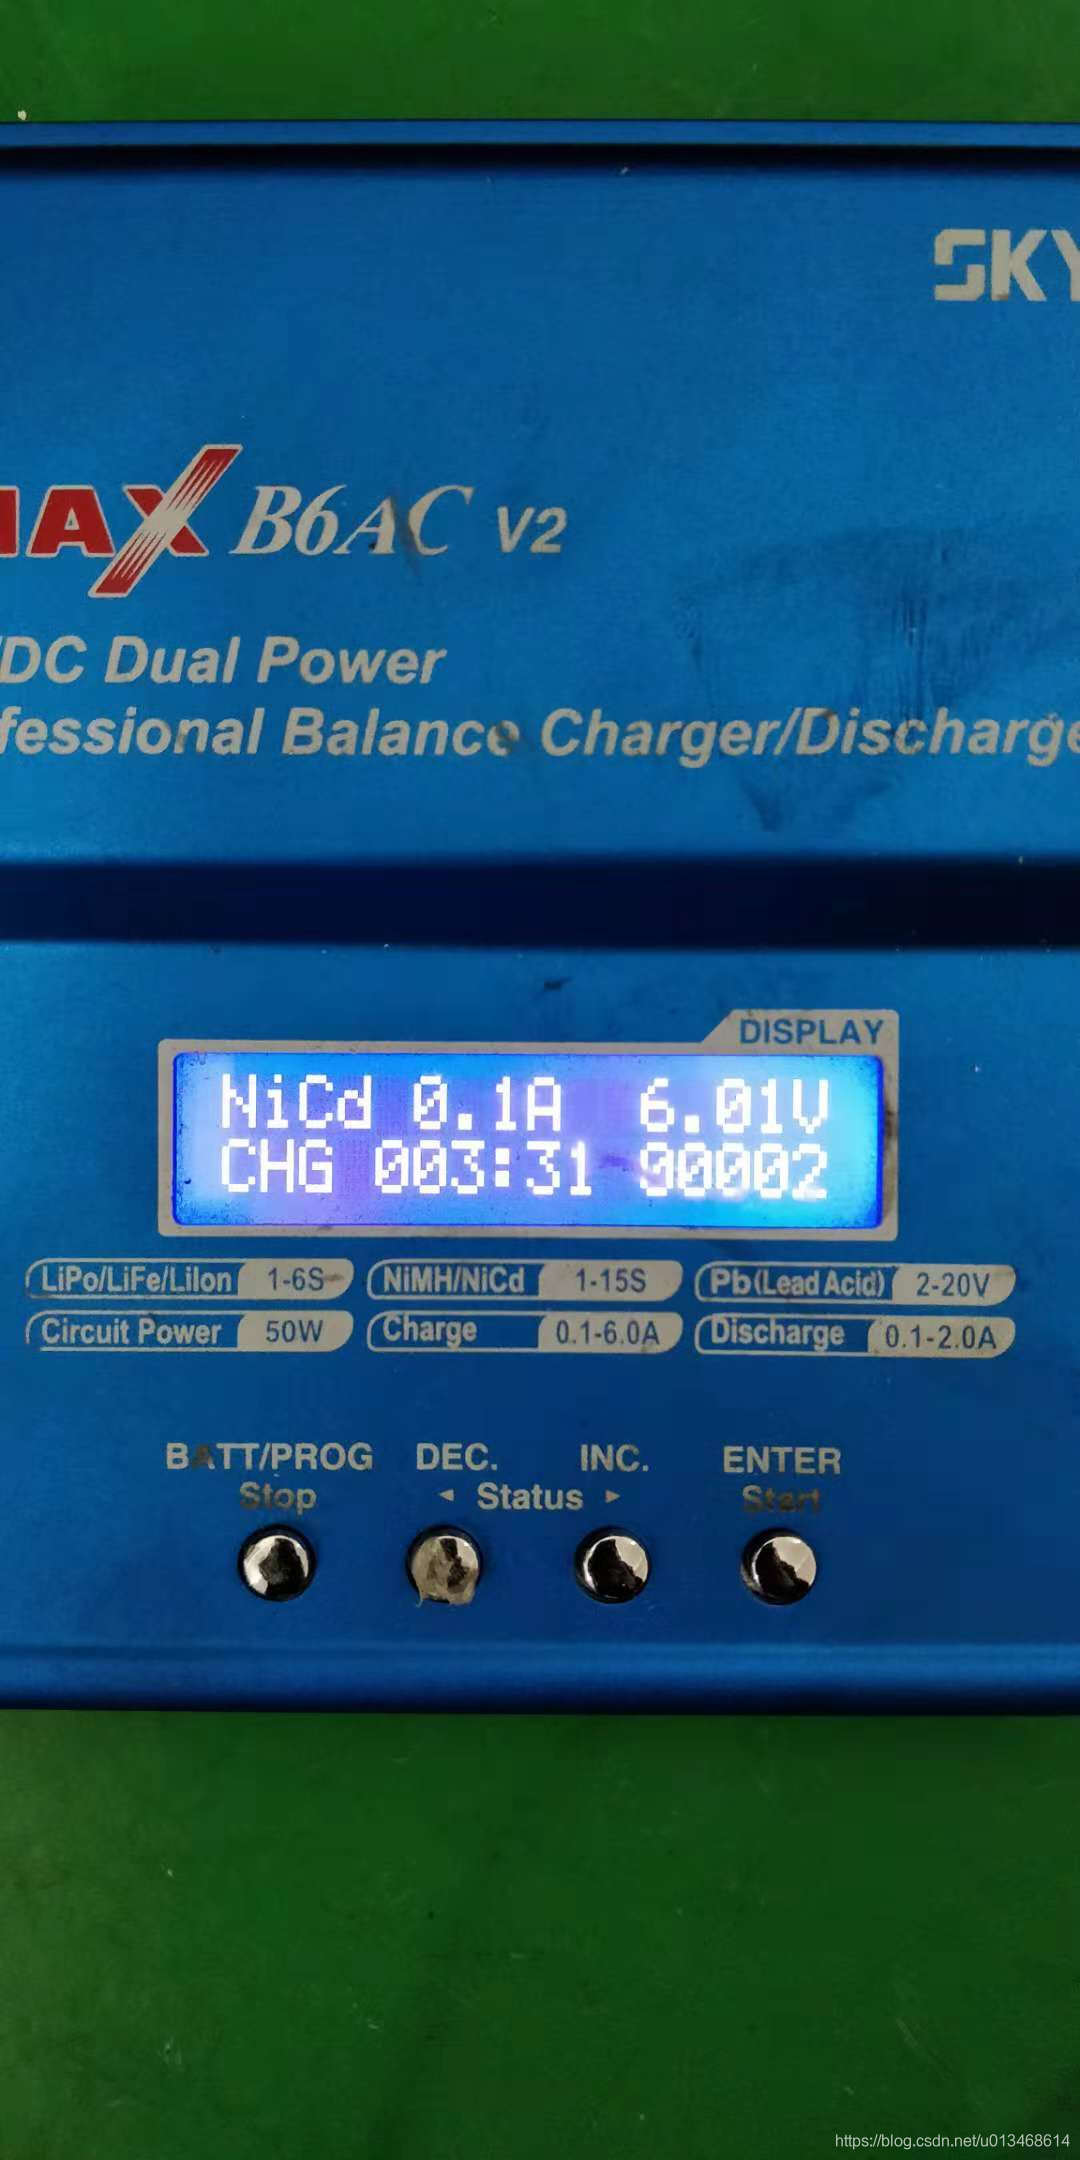 SKY
MAX B6AC V2
/DC Dual Power
fessional Balance Charger/Discharge
DISPLAY
NiCd 0.1A 6.01V
CHG 003:31 00002
LiPo/LiFe/LiIon 1-6S NiMH/NiCd 1-15S Pb(Lead Acid) 2-20V
Circuit Power 50W Charge 0.1-6.0A Discharge 0.1-2.0A
BATT/PROG DEC. INC. ENTER
Stop ◄ Status ► Start
https://blog.csdn.net/u013468614